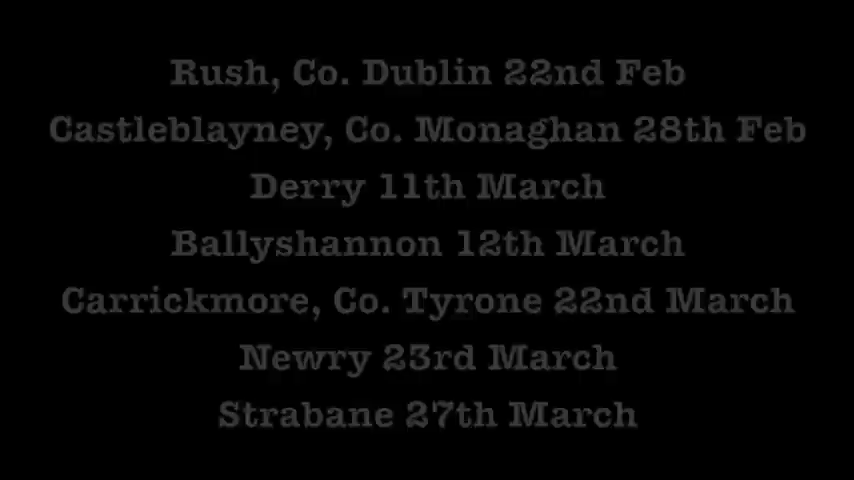 Rush, Co. Dublin 22nd Feb
Castleblayney, Co. Monaghan 28th Feb
Derry 11th March
Ballyshannon 12th March
Carrickmore, Co. Tyrone 22nd March
Newry 23rd March
Strabane 27th March